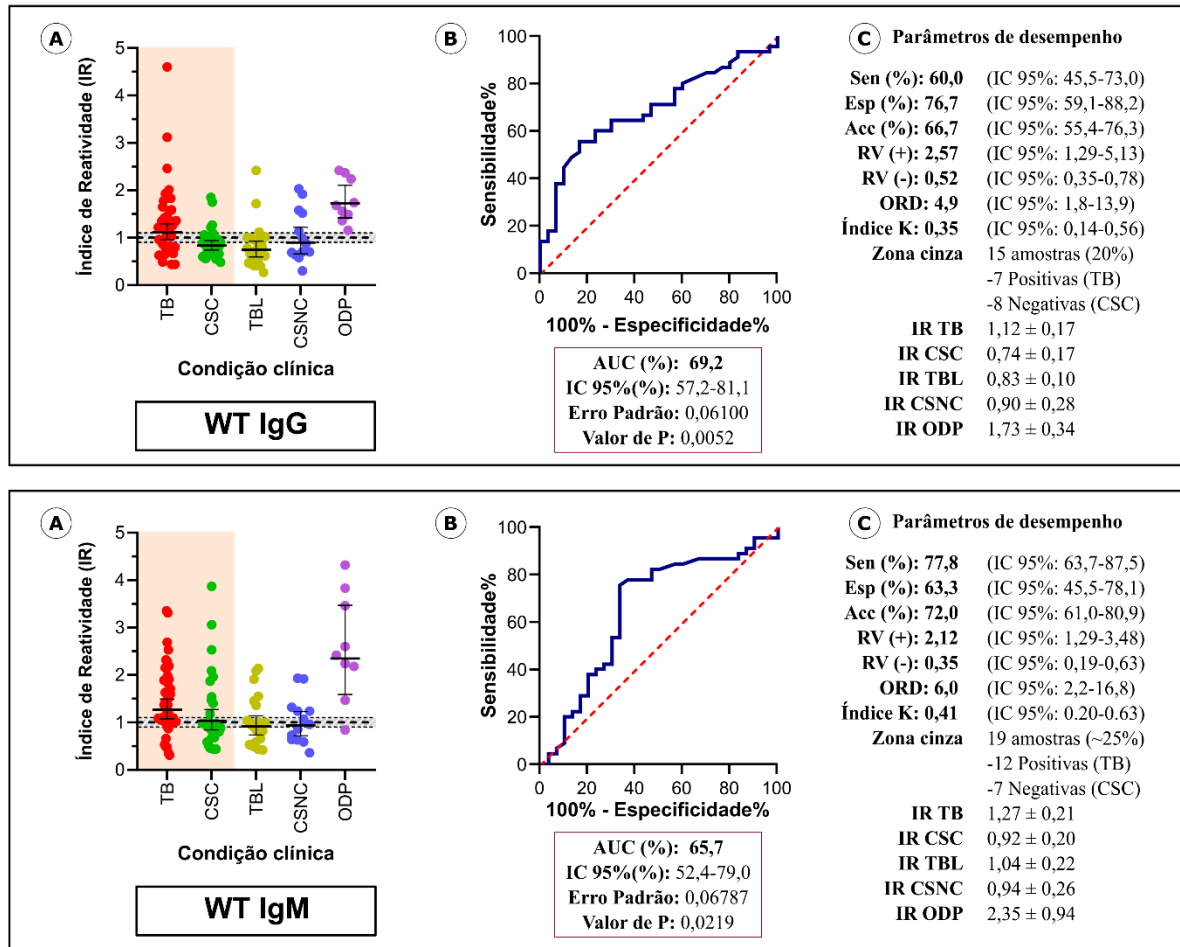 A
Índice de Reatividade (IR)
5
4
3
2
1
0
TB
CSC
TBL
CSNC
ODP
Condição clínica
WT IgG
B
Sensibilidade%
100
80
60
40
20
0
0 20 40 60 80 100
100% - Especificidade%
AUC (%): 69,2
IC 95%(%): 57,2-81,1
Erro Padrão: 0,06100
Valor de P: 0,0052
C Parâmetros de desempenho
Sen (%): 60,0 (IC 95%: 45,5-73,0)
Esp (%): 76,7 (IC 95%: 59,1-88,2)
Acc (%): 66,7 (IC 95%: 55,4-76,3)
RV (+): 2,57 (IC 95%: 1,29-5,13)
RV (-): 0,52 (IC 95%: 0,35-0,78)
ORD: 4,9 (IC 95%: 1,8-13,9)
Índice K: 0,35 (IC 95%: 0,14-0,56)
Zona cinza 15 amostras (20%)
-7 Positivas (TB)
-8 Negativas (CSC)
IR TB 1,12 ± 0,17
IR CSC 0,74 ± 0,17
IR TBL 0,83 ± 0,10
IR CSNC 0,90 ± 0,28
IR ODP 1,73 ± 0,34
A
Índice de Reatividade (IR)
5
4
3
2
1
0
TB
CSC
TBL
CSNC
ODP
Condição clínica
WT IgM
B
Sensibilidade%
100
80
60
40
20
0
0 20 40 60 80 100
100% - Especificidade%
AUC (%): 65,7
IC 95%(%): 52,4-79,0
Erro Padrão: 0,06787
Valor de P: 0,0219
C Parâmetros de desempenho
Sen (%): 77,8 (IC 95%: 63,7-87,5)
Esp (%): 63,3 (IC 95%: 45,5-78,1)
Acc (%): 72,0 (IC 95%: 61,0-80,9)
RV (+): 2,12 (IC 95%: 1,29-3,48)
RV (-): 0,35 (IC 95%: 0,19-0,63)
ORD: 6,0 (IC 95%: 2,2-16,8)
Índice K: 0,41 (IC 95%: 0.20-0.63)
Zona cinza 19 amostras (~25%)
-12 Positivas (TB)
-7 Negativas (CSC)
IR TB 1,27 ± 0,21
IR CSC 0,92 ± 0,20
IR TBL 1,04 ± 0,22
IR CSNC 0,94 ± 0,26
IR ODP 2,35 ± 0,94